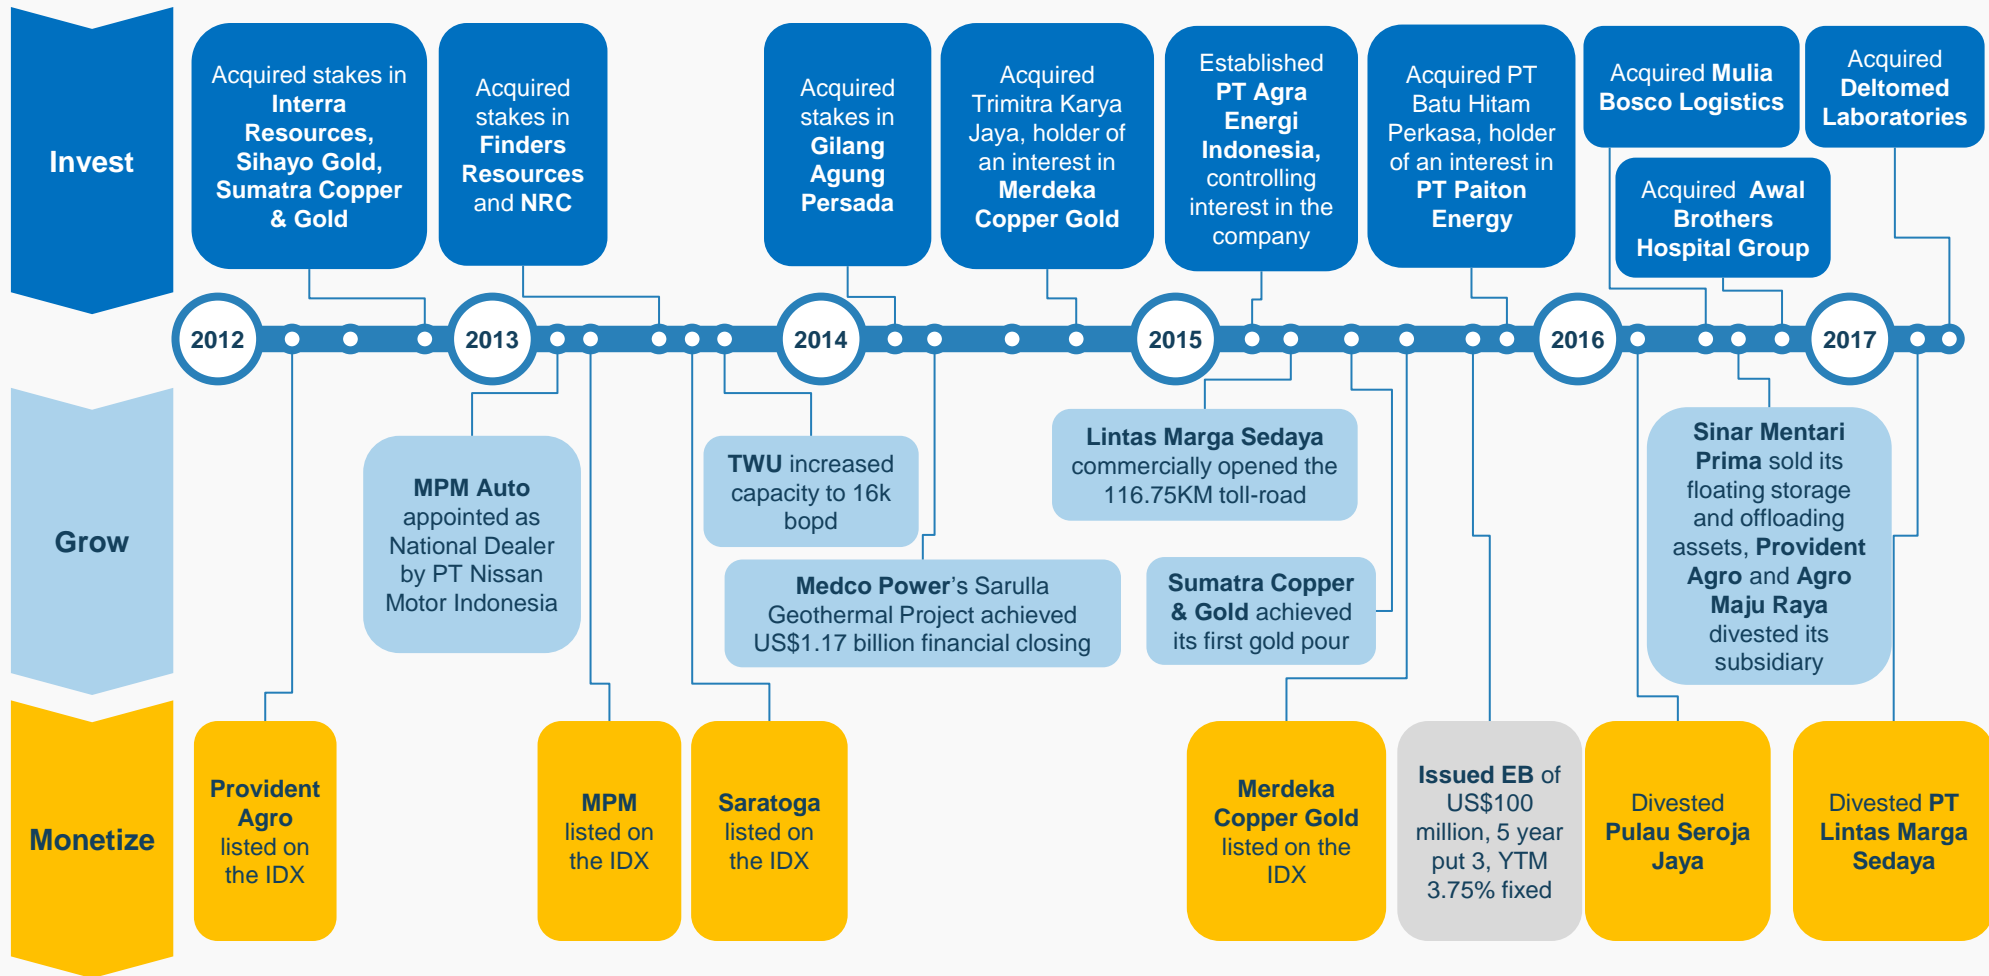 Invest
Acquired stakes in
Interra
Resources,
Sihayo Gold,
Sumatra Copper
& Gold
Acquired
stakes in
Finders
Resources
and NRC
Acquired
stakes in
Gilang
Agung
Persada
Acquired
Trimitra Karya
Jaya, holder of
an interest in
Merdeka
Copper Gold
Established
PT Agra
Energi
Indonesia,
controlling
interest in the
company
Acquired PT
Batu Hitam
Perkasa, holder
of an interest in
PT Paiton
Energy
Acquired Mulia
Bosco Logistics
Acquired Awal
Brothers
Hospital Group
Acquired
Deltomed
Laboratories
2012
2013
2014
2015
2016
2017
Grow
MPM Auto
appointed as
National Dealer
by PT Nissan
Motor Indonesia
TWU increased
capacity to 16k
bopd
Medco Power's Sarulla
Geothermal Project achieved
US$1.17 billion financial closing
Lintas Marga Sedaya
commercially opened the
116.75KM toll-road
Sumatra Copper
& Gold achieved
its first gold pour
Sinar Mentari
Prima sold its
floating storage
and offloading
assets, Provident
Agro and Agro
Maju Raya
divested its
subsidiary
Monetize
Provident
Agro
listed on
the IDX
MPM
listed on
the IDX
Saratoga
listed on
the IDX
Merdeka
Copper Gold
listed on the
IDX
Issued EB of
US$100
million, 5 year
put 3, YTM
3.75% fixed
Divested
Pulau Seroja
Jaya
Divested PT
Lintas Marga
Sedaya